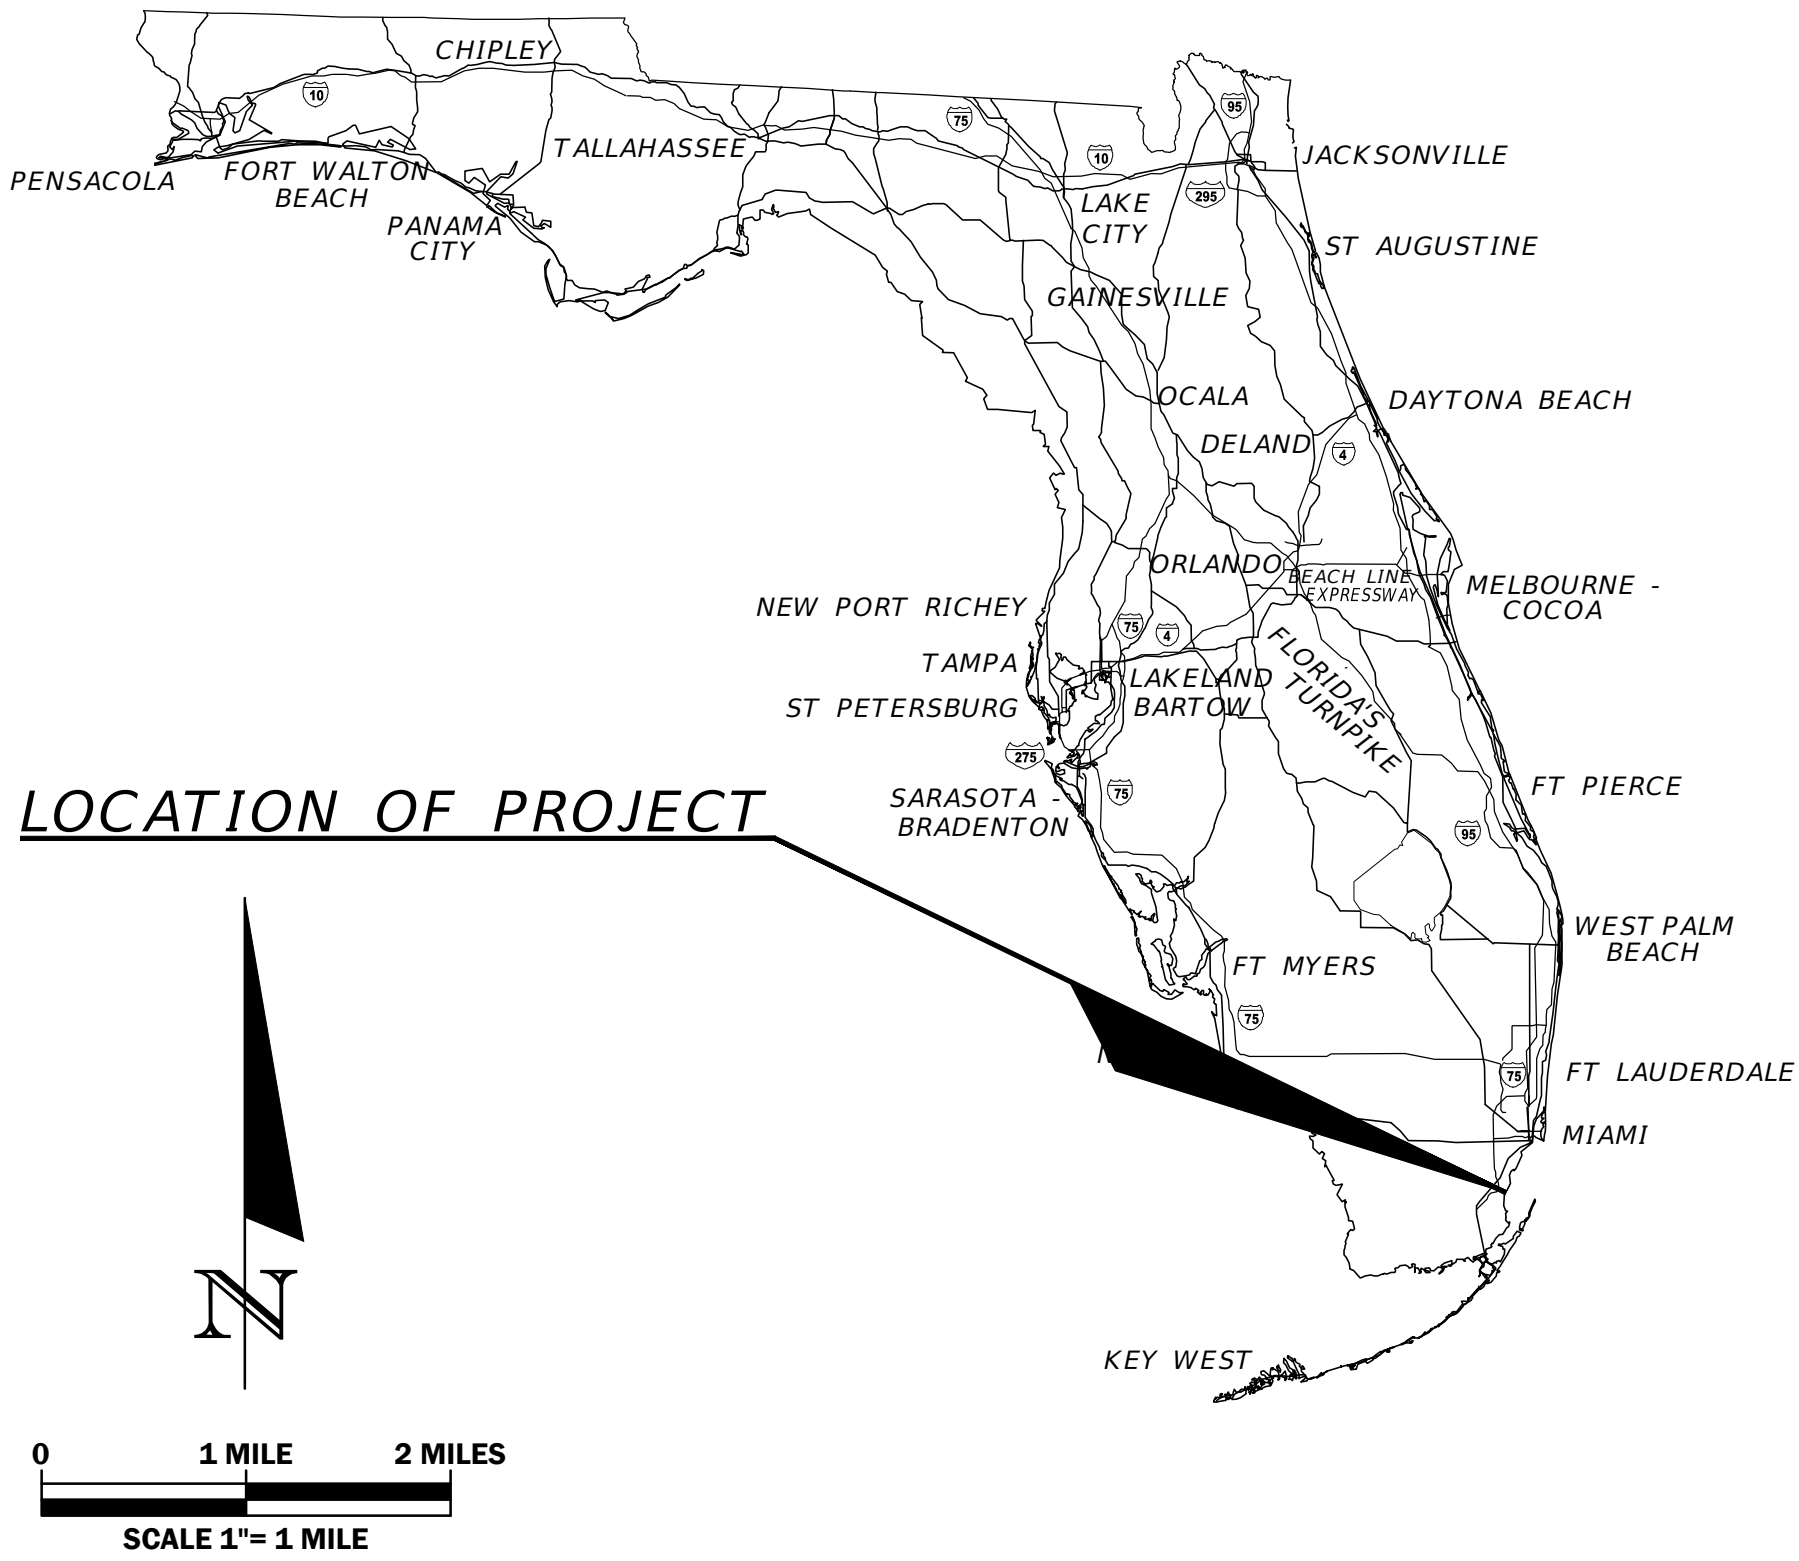 CHIPLEY
10
75
95
TALLAHASSEE
10
JACKSONVILLE
PENSACOLA
FORT WALTON
BEACH
295
LAKE
CITY
PANAMA
CITY
ST AUGUSTINE
GAINESVILLE
OCALA
DAYTONA BEACH
DELAND
4
ORLANDO
BEACH LINE
EXPRESSWAY
MELBOURNE -
COCOA
NEW PORT RICHEY
75
4
TAMPA
LAKELAND
BARTOW
FLORIDA'S
TURNPIKE
ST PETERSBURG
275
75
FT PIERCE
SARASOTA -
BRADENTON
95
LOCATION OF PROJECT
WEST PALM
BEACH
FT MYERS
75
75
FT LAUDERDALE
MIAMI
N
KEY WEST
0 1 MILE 2 MILES
SCALE 1"= 1 MILE